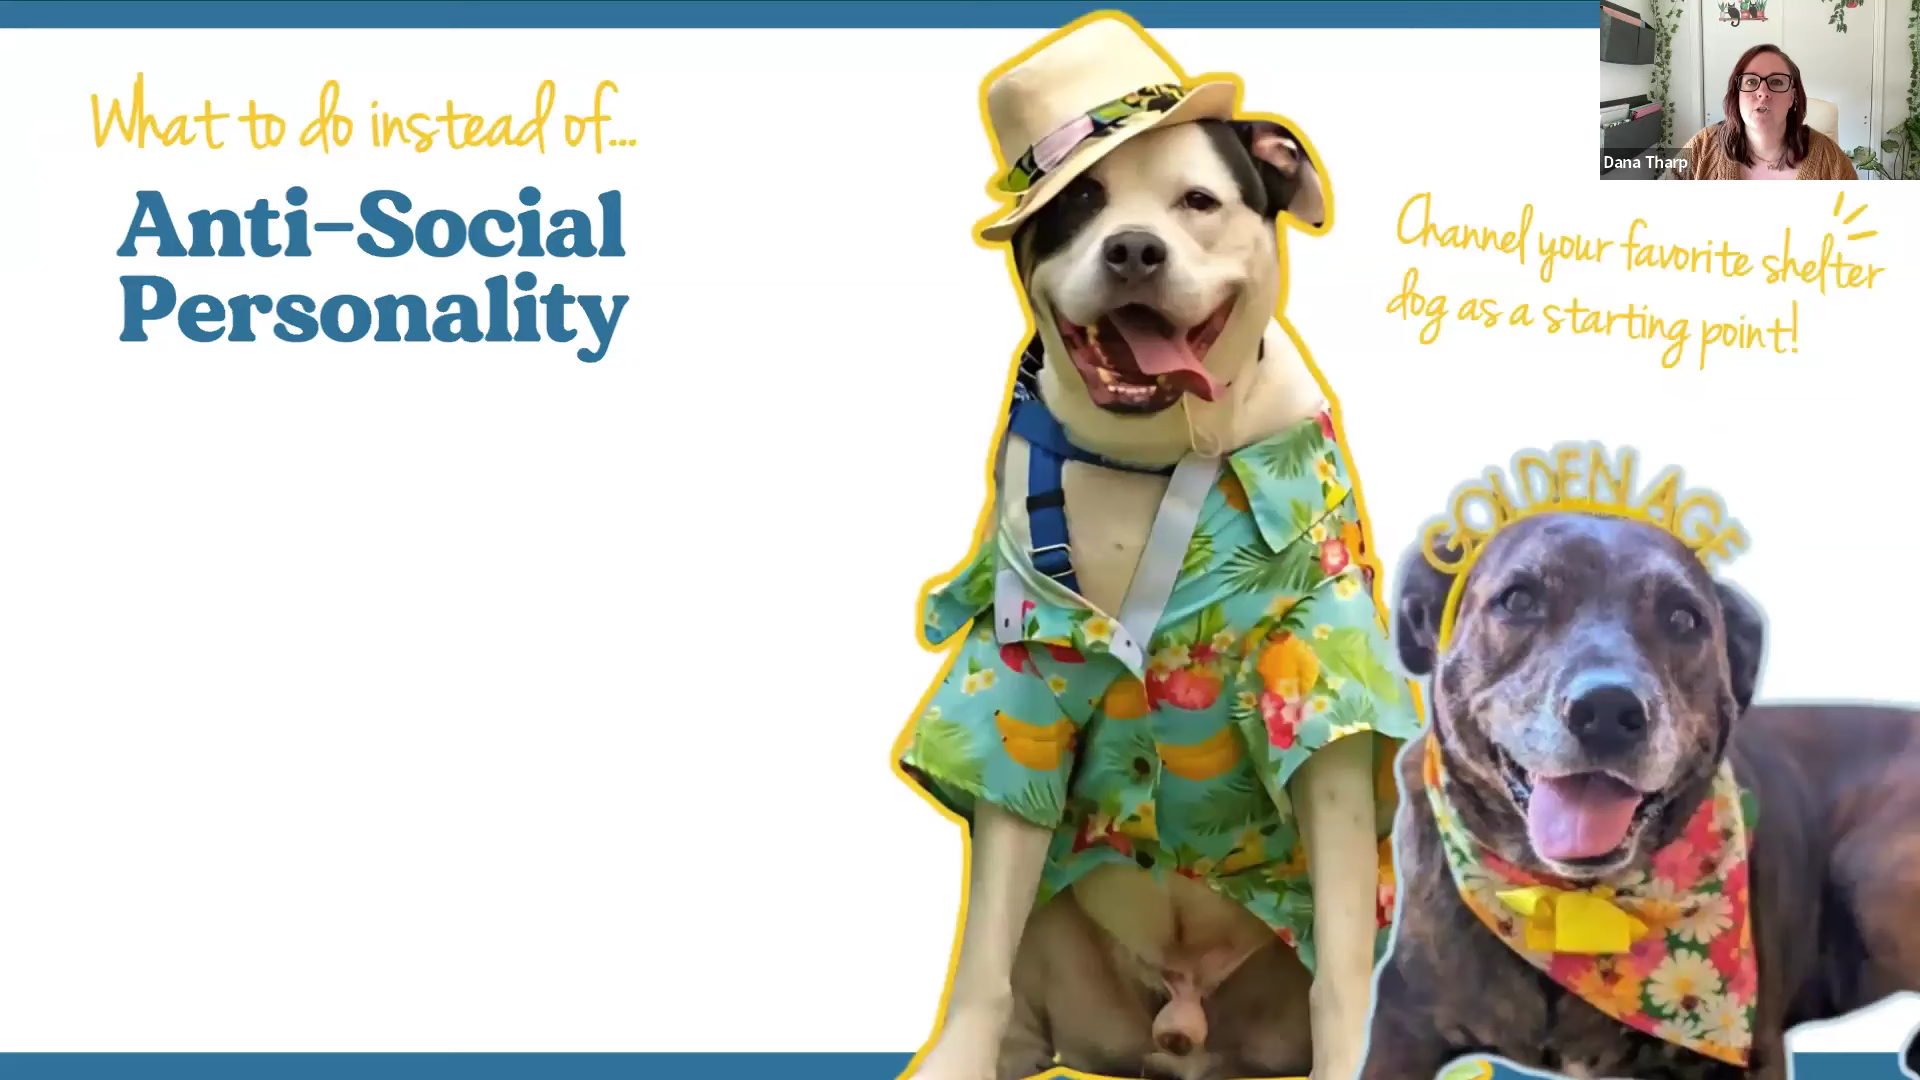 What to do instead of...
Anti-Social
Personality
Dana Tharp
Channel your favorite shelter
dog as a starting point!
GOLDEN AGE